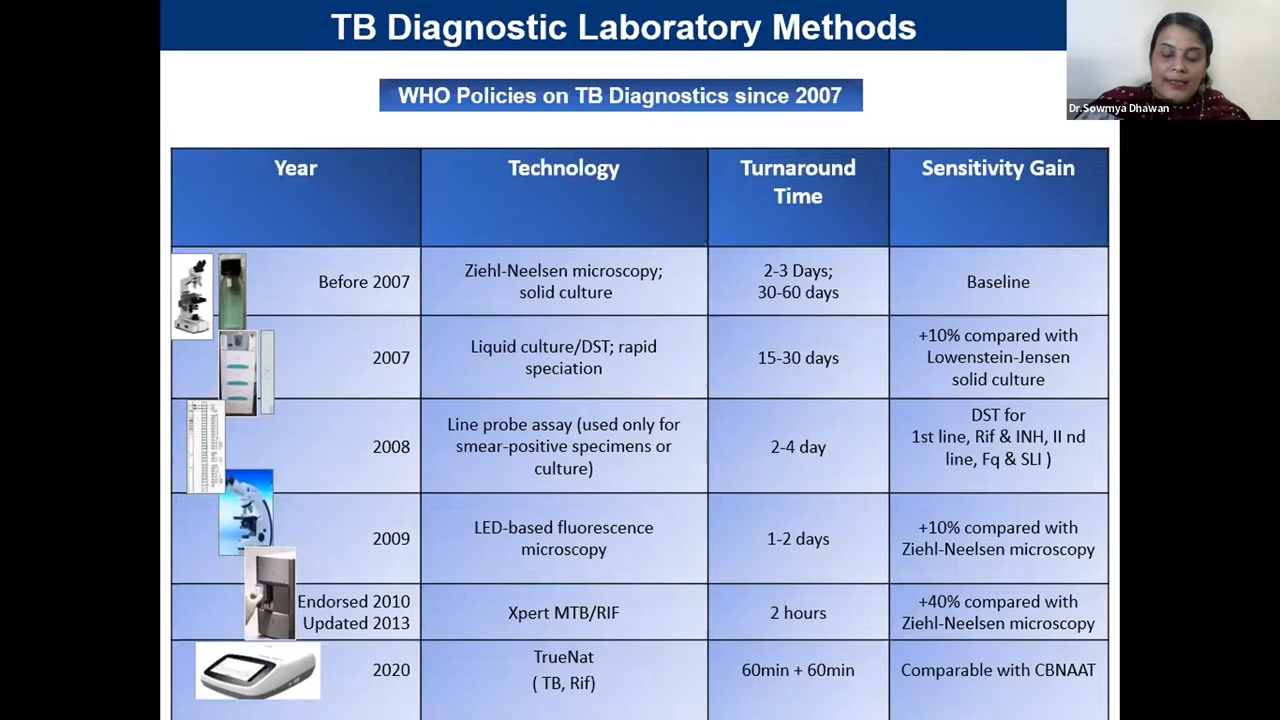 TB Diagnostic Laboratory Methods
Dr.Sowmya Dhawan
WHO Policies on TB Diagnostics since 2007
Year
Technology
Turnaround
Time
Sensitivity Gain
Before 2007
Ziehl-Neelsen microscopy;
solid culture
2-3 Days;
30-60 days
Baseline
2007
Liquid culture/DST; rapid
speciation
15-30 days
+10% compared with
Lowenstein-Jensen
solid culture
2008
Line probe assay (used only for
smear-positive specimens or
culture)
2-4 day
DST for
1st line, Rif & INH, II nd
line, Fq & SLI )
2009
LED-based fluorescence
microscopy
1-2 days
+10% compared with
Ziehl-Neelsen microscopy
Endorsed 2010
Updated 2013
Xpert MTB/RIF
2 hours
+40% compared with
Ziehl-Neelsen microscopy
2020
TrueNat
( TB, Rif)
60min + 60min
Comparable with CBNAAT